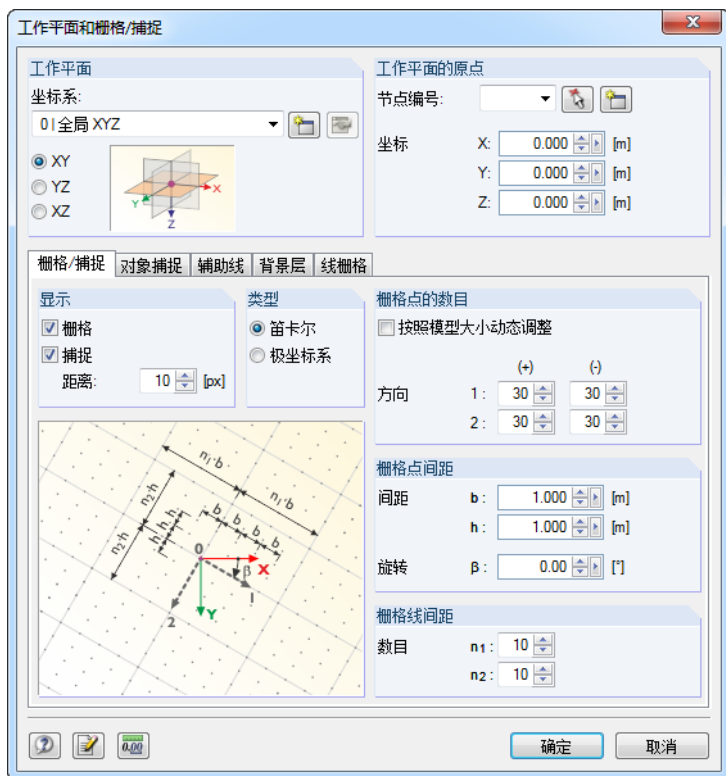 工作平面和栅格/捕捉
工作平面
坐标系:
0 | 全局 XYZ
XY
YZ
XZ
X
Y
Z
工作平面的原点
节点编号:
坐标
X: 0.000 [m]
Y: 0.000 [m]
Z: 0.000 [m]
栅格/捕捉 对象捕捉 辅助线 背景层 线栅格
显示
栅格
捕捉
距离: 10 [px]
类型
笛卡尔
极坐标系
栅格点的数目
按照模型大小动态调整
(+) (-)
方向 1 : 30 30
2 : 30 30
n₁·b
n₁·b
n₂·h
n₂·h
h h h
b b b b
0
X
β
1
Y
2
栅格点间距
间距 b : 1.000 [m]
h : 1.000 [m]
旋转 β : 0.00 [°]
栅格线间距
数目 n1 : 10
n2 : 10
0.00
确定 取消